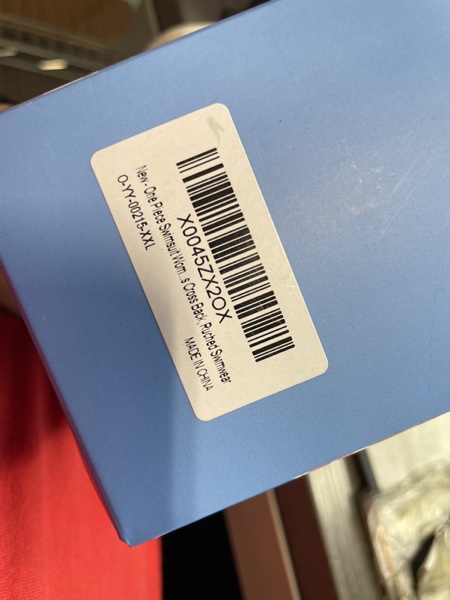 X0045ZX2OX
New - One Piece Swimsuit Wom...s Cross Back, Ruched Swimwear
O-YY-00215-XXL
MADE IN CHINA